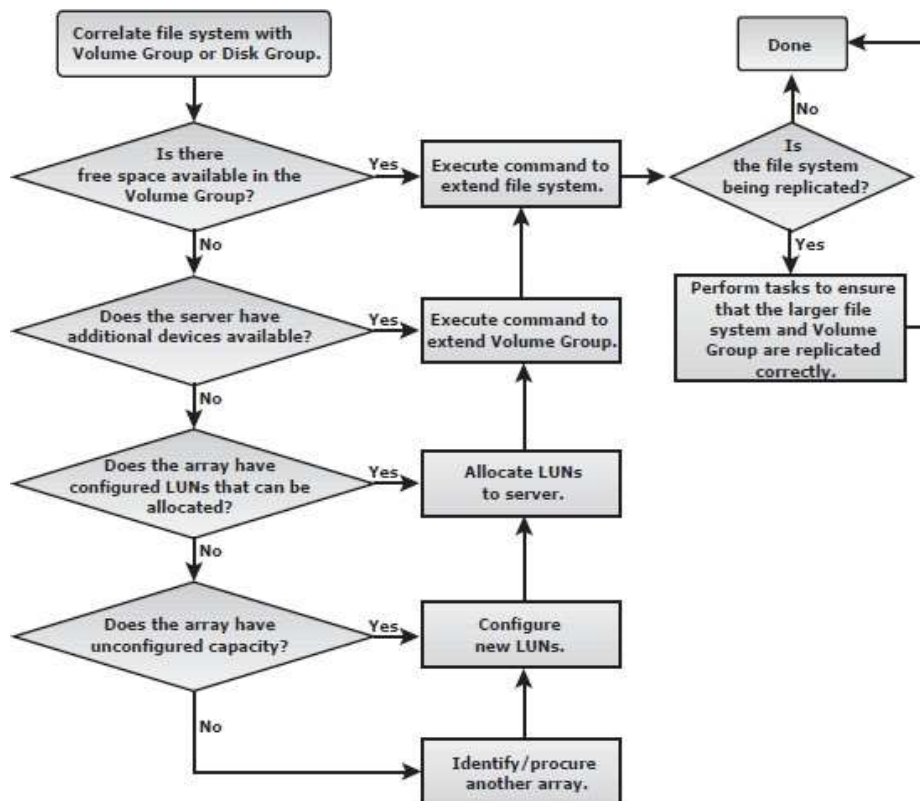 Correlate file system with
Volume Group or Disk Group.
Done
No
Is there
free space available in the
Volume Group?
Yes
Execute command to
extend file system.
Is
the file system
being replicated?
No
Yes
Does the server have
additional devices available?
Yes
Execute command to
extend Volume Group.
Perform tasks to ensure
that the larger file
system and Volume
Group are replicated
correctly.
No
Does the array have
configured LUNs that can be
allocated?
Yes
Allocate LUNs
to server.
No
Does the array have
unconfigured capacity?
Yes
Configure
new LUNs.
No
Identify/procure
another array.